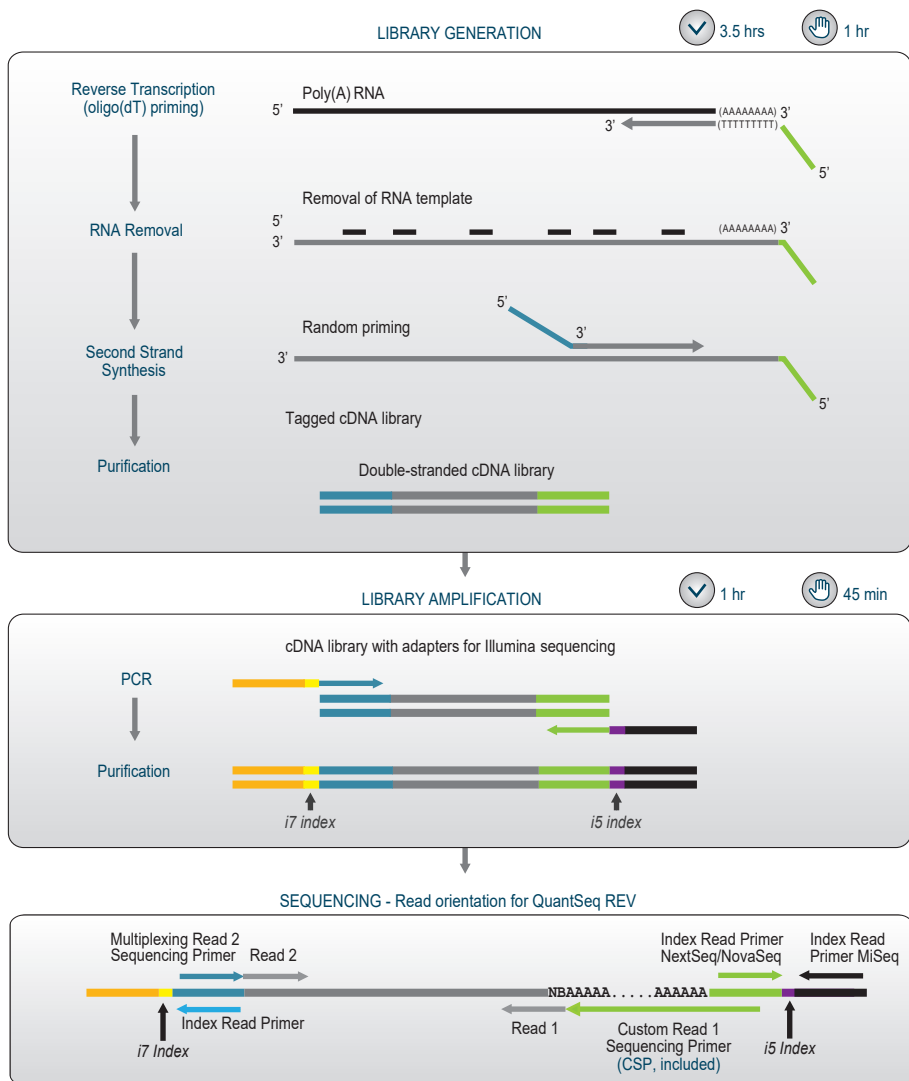 LIBRARY GENERATION
3.5 hrs
1 hr
Reverse Transcription
(oligo(dT) priming)
Poly(A) RNA
5’
(AAAAAAAA)
3’
3’
(TTTTTTTTT)
5’
Removal of RNA template
5’
RNA Removal
3’
(AAAAAAAA)
3’
5’
Random priming
3’
Second Strand
Synthesis
3’
5’
Tagged cDNA library
Purification
Double-stranded cDNA library
LIBRARY AMPLIFICATION
1 hr
45 min
cDNA library with adapters for Illumina sequencing
PCR
Purification
i7 index
i5 index
SEQUENCING - Read orientation for QuantSeq REV
Multiplexing Read 2
Sequencing Primer
Read 2
Index Read Primer
NextSeq/NovaSeq
Index Read
Primer MiSeq
NBAAAAA.....AAAAAA
Index Read Primer
Read 1
Custom Read 1
Sequencing Primer
(CSP, included)
i7 Index
i5 Index